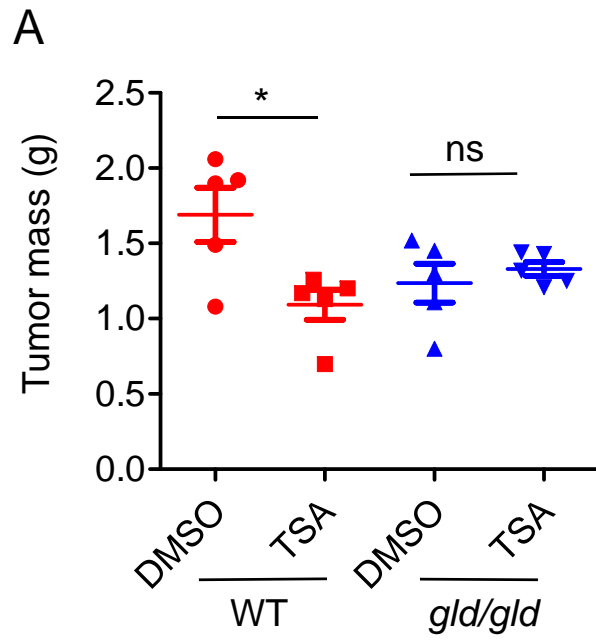 A
Tumor mass (g)
2.5
2.0
1.5
1.0
0.5
0.0
*
ns
DMSO
TSA
DMSO
TSA
WT
gld/gld